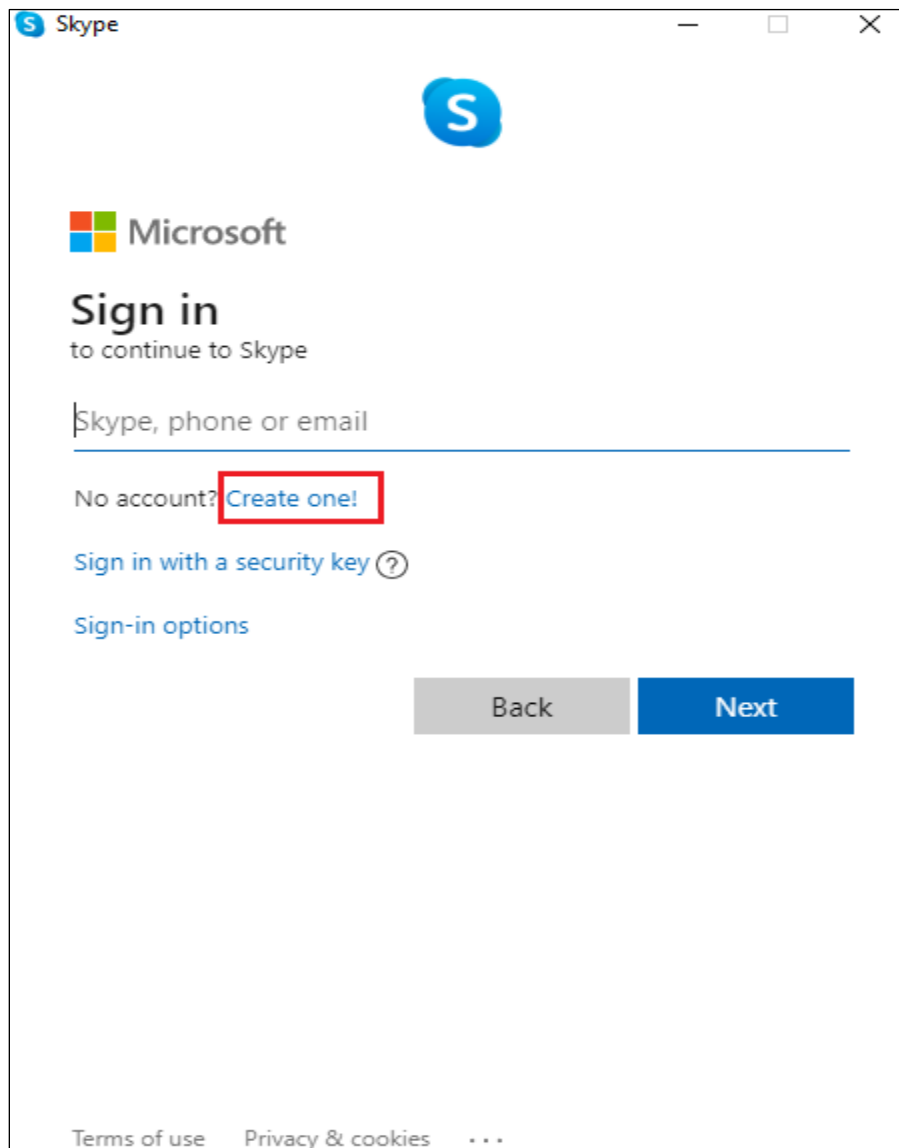 Skype
S
Microsoft
Sign in
to continue to Skype
Skype, phone or email
No account? Create one!
Sign in with a security key ?
Sign-in options
Back Next
Terms of use Privacy & cookies ...